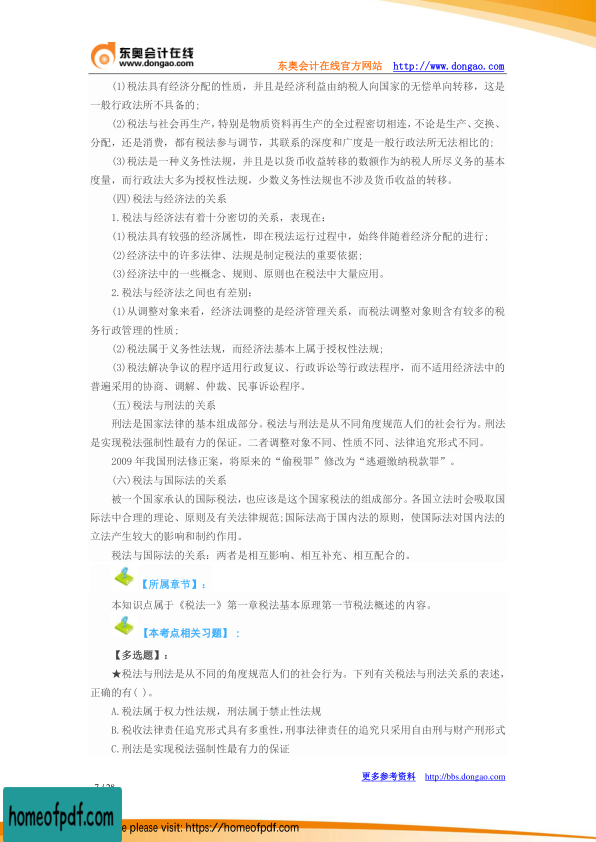 东奥会计在线
www.dongao.com
东奥会计在线官方网站 http://www.dongao.com
(1)税法具有经济分配的性质，并且是经济利益由纳税人向国家的无偿单向转移，这是
一般行政法所不具备的;
(2)税法与社会再生产，特别是物质资料再生产的全过程密切相连，不论是生产、交换、
分配，还是消费，都有税法参与调节，其联系的深度和广度是一般行政法所无法相比的;
(3)税法是一种义务性法规，并且以货币收益转移的数额作为纳税人所尽义务的基本
度量，而行政法大多为授权性法规，少数义务性法规也不涉及货币收益的转移。
(四)税法与经济法的关系
1.税法与经济法有着十分密切的关系，表现在：
(1)税法具有较强的经济属性，即在税法运行过程中，始终伴随着经济分配的进行;
(2)经济法中的许多法律、法规是制定税法的重要依据;
(3)经济法中的一些概念、规则、原则也在税法中大量应用。
2.税法与经济法之间也有差别：
(1)从调整对象来看，经济法调整的是经济管理关系，而税法调整对象则含有较多的税
务行政管理的性质;
(2)税法属于义务性法规，而经济法基本上属于授权性法规;
(3)税法解决争议的程序适用行政复议、行政诉讼等行政法程序，而不适用经济法中的
普遍采用的协商、调解、仲裁、民事诉讼程序。
(五)税法与刑法的关系
刑法是国家法律的基本组成部分。税法与刑法是从不同角度规范人们的社会行为。刑法
是实现税法强制性最有力的保证。二者调整对象不同、性质不同、法律追究形式不同。
2009 年我国刑法修正案，将原来的“偷税罪”修改为“逃避缴纳税款罪”。
(六)税法与国际法的关系
被一个国家承认的国际税法，也应该是这个国家税法的组成部分。各国立法时会吸取国
际法中合理的理论、原则及有关法律规范;国际法高于国内法的原则，使国际法对国内法的
立法产生较大的影响和制约作用。
税法与国际法的关系：两者是相互影响、相互补充、相互配合的。
【所属章节】：
本知识点属于《税法一》第一章税法基本原理第一节税法概述的内容。
【本考点相关习题】：
【多选题】：
★税法与刑法是从不同的角度规范人们的社会行为。下列有关税法与刑法关系的表述，
正确的有( )。
A.税法属于权力性法规，刑法属于禁止性法规
B.税收法律责任追究形式具有多重性,刑事法律责任的追究只采用自由刑与财产刑形式
C.刑法是实现税法强制性最有力的保证
更多参考资料 http://bbs.dongao.com
7 / 28
homeofpdf.com
e please visit: https://homeofpdf.com